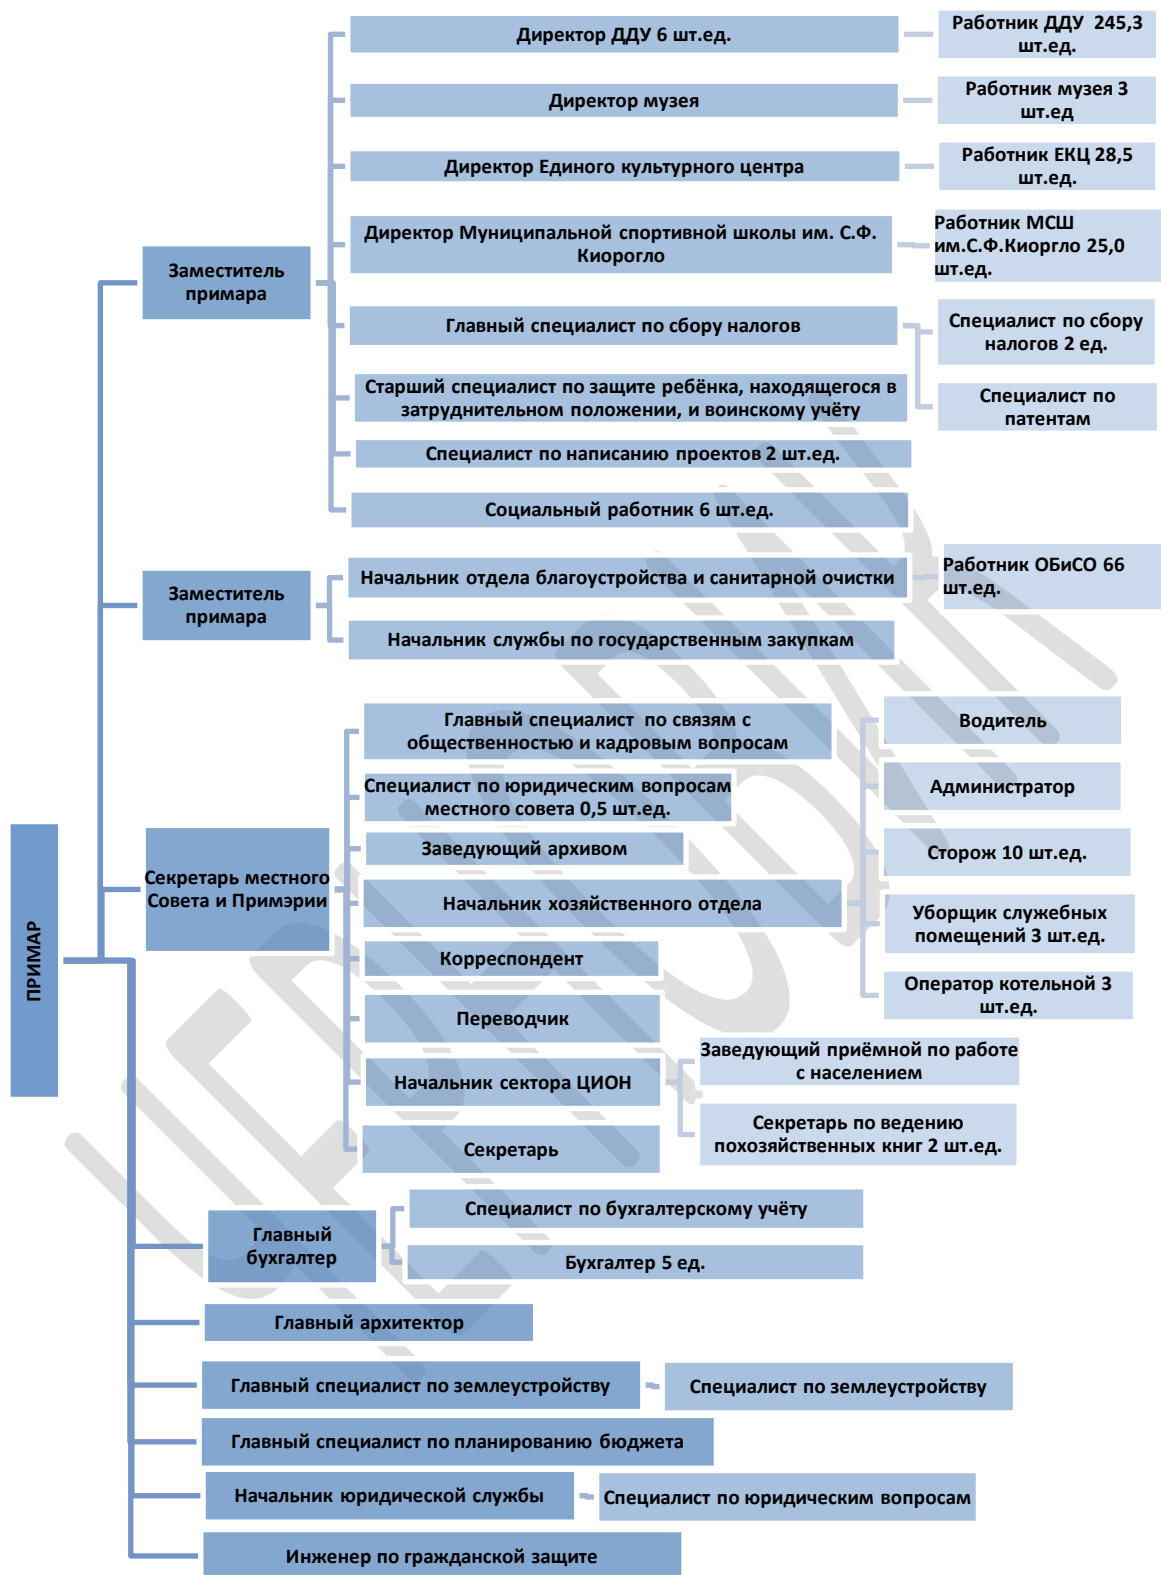 ПРИМАР
Заместитель
примара
Директор ДДУ 6 шт.ед.
Работник ДДУ 245,3
шт.ед.
Директор музея
Работник музея 3
шт.ед
Директор Единого культурного центра
Работник ЕКЦ 28,5
шт.ед.
Директор Муниципальной спортивной школы им. С.Ф.
Киорогло
Работник МСШ
им.С.Ф.Киоргло 25,0
шт.ед.
Главный специалист по сбору налогов
Специалист по сбору
налогов 2 ед.
Специалист по
патентам
Старший специалист по защите ребёнка, находящегося в
затруднительном положении, и воинскому учёту
Специалист по написанию проектов 2 шт.ед.
Социальный работник 6 шт.ед.
Заместитель
примара
Начальник отдела благоустройства и санитарной очистки
Работник ОБиСО 66
шт.ед.
Начальник службы по государственным закупкам
Секретарь местного
Совета и Примэрии
Главный специалист по связям с
общественностью и кадровым вопросам
Специалист по юридическим вопросам
местного совета 0,5 шт.ед.
Заведующий архивом
Начальник хозяйственного отдела
Водитель
Администратор
Сторож 10 шт.ед.
Уборщик служебных
помещений 3 шт.ед.
Оператор котельной 3
шт.ед.
Корреспондент
Переводчик
Начальник сектора ЦИОН
Заведующий приёмной по работе
с населением
Секретарь по ведению
похозяйственных книг 2 шт.ед.
Секретарь
Главный
бухгалтер
Специалист по бухгалтерскому учёту
Бухгалтер 5 ед.
Главный архитектор
Главный специалист по землеустройству
Специалист по землеустройству
Главный специалист по планированию бюджета
Начальник юридической службы
Специалист по юридическим вопросам
Инженер по гражданской защите
ЧЕРНОВИК